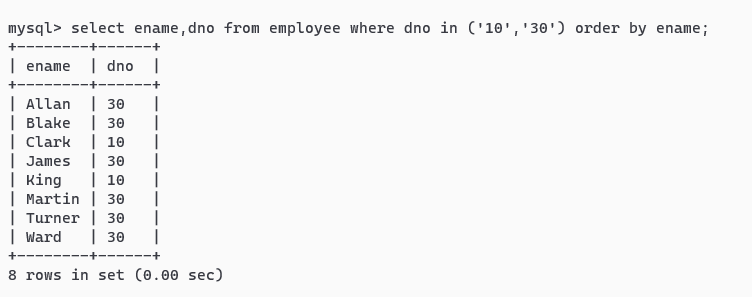 mysql> select ename,dno from employee where dno in ('10','30') order by ename;
+--------+------+
| ename  | dno  |
+--------+------+
| Allan  | 30   |
| Blake  | 30   |
| Clark  | 10   |
| James  | 30   |
| King   | 10   |
| Martin | 30   |
| Turner | 30   |
| Ward   | 30   |
+--------+------+
8 rows in set (0.00 sec)